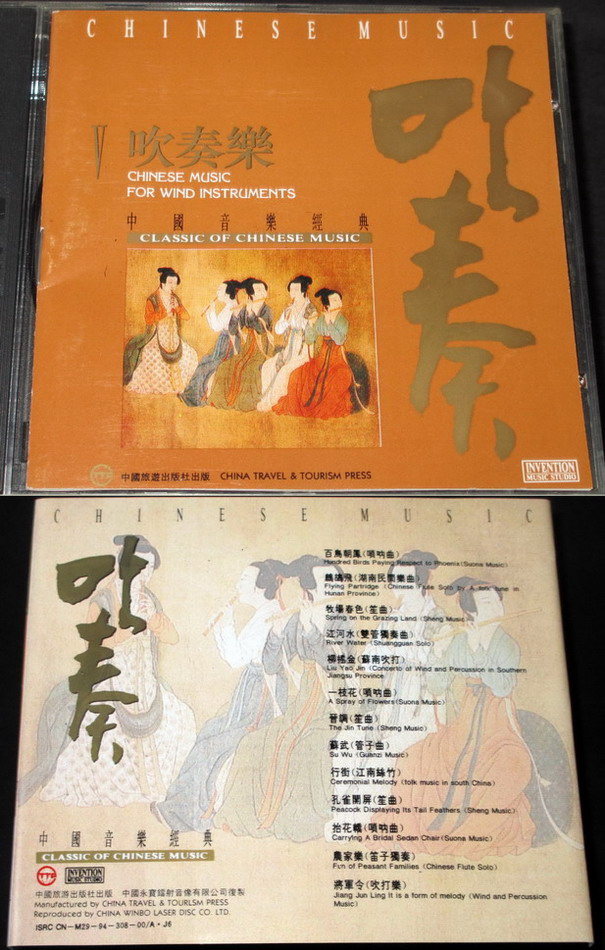 CHINESE MUSIC
吹奏
V 吹奏樂
CHINESE MUSIC
FOR WIND INSTRUMENTS
中國音樂經典
CLASSIC OF CHINESE MUSIC
中國旅遊出版社出版 CHINA TRAVEL & TOURISM PRESS
INVENTION
MUSIC STUDIO
CHINESE MUSIC
吹奏
百鳥朝鳳(嗩吶曲)
Hundred Birds Paying Respect to Phoenix(Suona Music)
鷓鴣飛(湖南民間樂曲)
Flying Partridge (Chinese Flute Solo By A folk tune in
Hunan Province)
牧場春色(笙曲)
Spring on the Grazing Land(Sheng Music)
江河水(雙管獨奏曲)
River Water(Shuangguan Solo)
柳搖金(蘇南吹打)
Liu Yao Jin(Concerto of Wind and Percussion in Southern
Jiangsu Province
一枝花(嗩吶曲)
A Spray of Flowers(Suona Music)
晉調(笙曲)
The Jin Tune(Sheng Music)
蘇武(管子曲)
Su Wu(Guanzi Music)
行街(江南絲竹)
Ceremonial Melody(folk music in south China)
孔雀開屏(笙曲)
Peacock Displaying Its Tail Feathers(Sheng Music)
抬花轎(嗩吶曲)
Carrying A Bridal Sedan Chair(Suona Music)
農家樂(笛子獨奏)
Fun of Peasant Families(Chinese Flute Solo)
將軍令(吹打樂)
Jiang Jun Ling It is a form of melody(Wind and Percussion
Music)
中國音樂經典
CLASSIC OF CHINESE MUSIC
INVENTION
MUSIC STUDIO
中國旅游出版社出版 中國永寶鐳射音像有限公司復製
Manufactured by CHINA TRAVEL & TOURLSM PRESS
Reproduced by CHINA WINBO LASER DISC CO. LTD.
ISRC CN-M29-94-308-00/A·J6